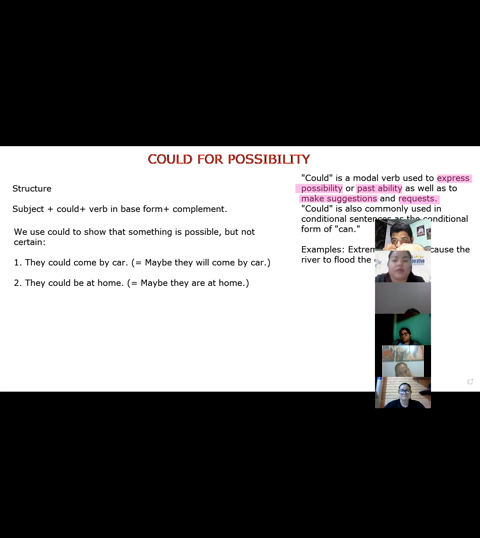 COULD FOR POSSIBILITY
Structure
Subject + could+ verb in base form+ complement.
We use could to show that something is possible, but not
certain:
1. They could come by car. (= Maybe they will come by car.)
2. They could be at home. (= Maybe they are at home.)
"Could" is a modal verb used to express
possibility or past ability as well as to
make suggestions and requests.
"Could" is also commonly used in
conditional sentences as the conditional
form of "can."
Examples: Extrem cause the
river to flood the